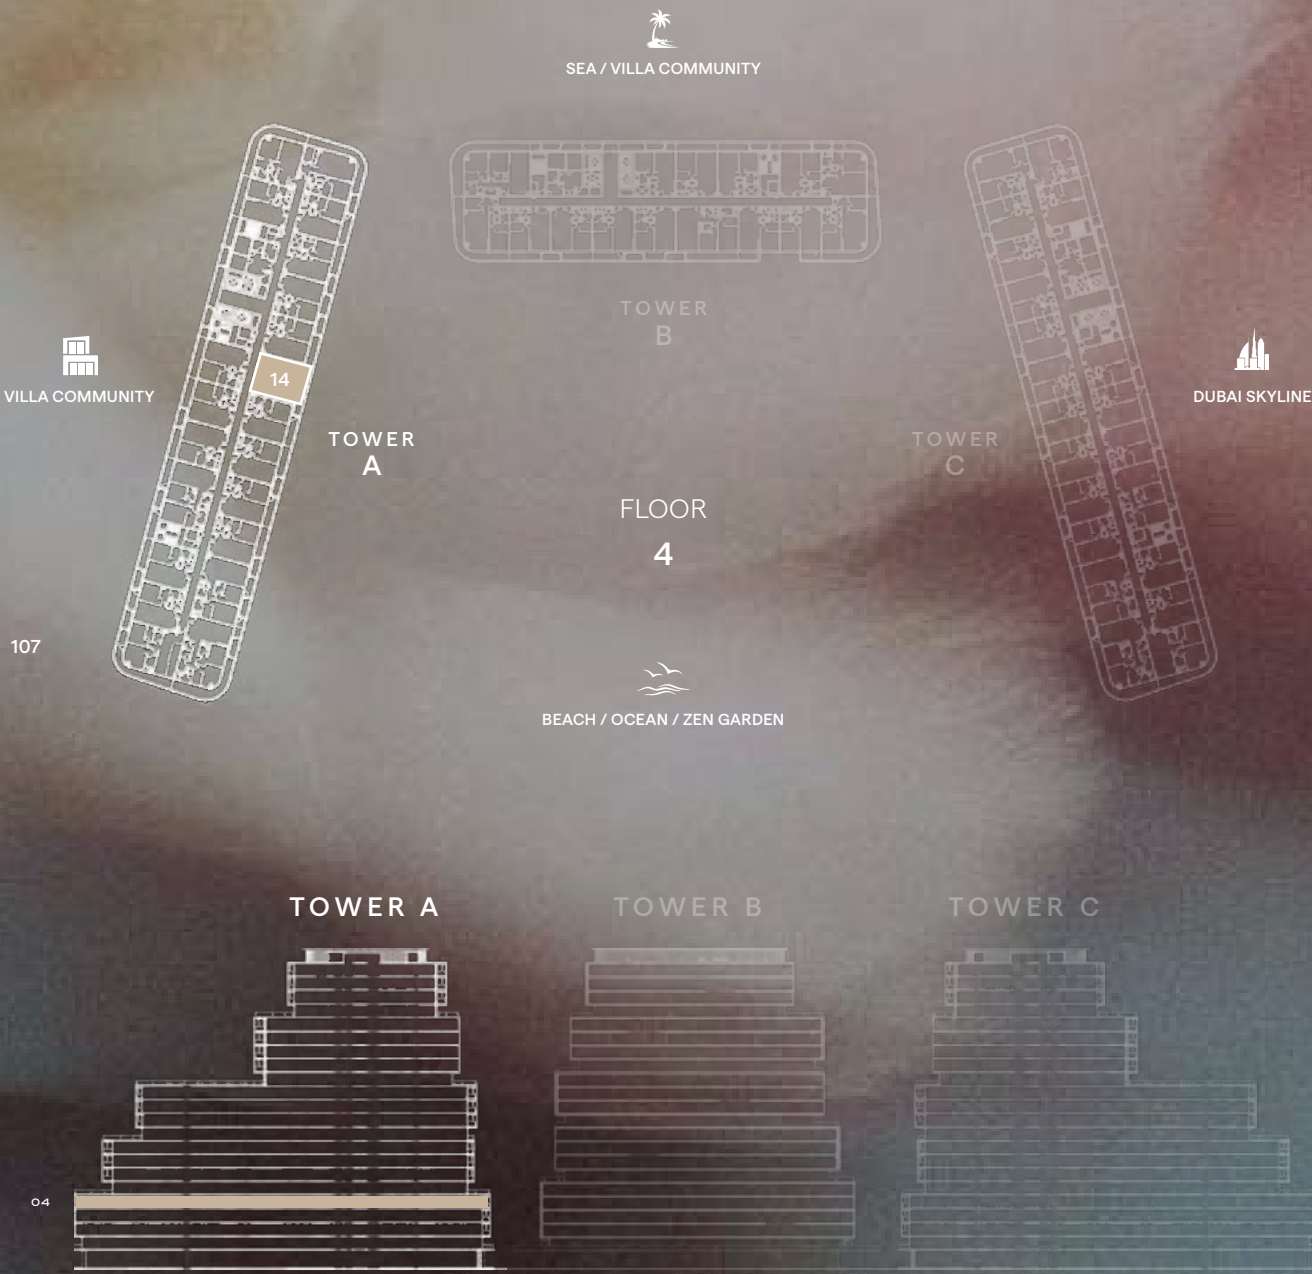 SEA / VILLA COMMUNITY
TOWER
B
VILLA COMMUNITY
DUBAI SKYLINE
14
TOWER
A
TOWER
C
FLOOR
4
107
BEACH / OCEAN / ZEN GARDEN
TOWER A
TOWER B
TOWER C
04